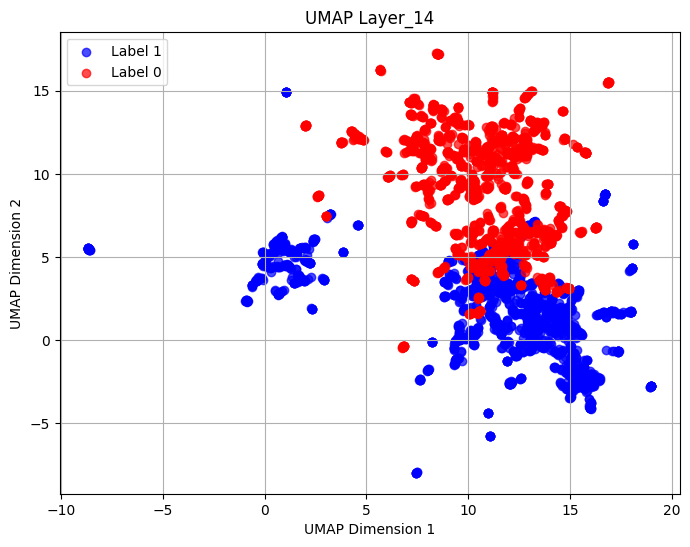 UMAP Layer_14
Label 1
Label 0
15
10
5
0
−5
UMAP Dimension 2
−10
−5
0
5
10
15
20
UMAP Dimension 1